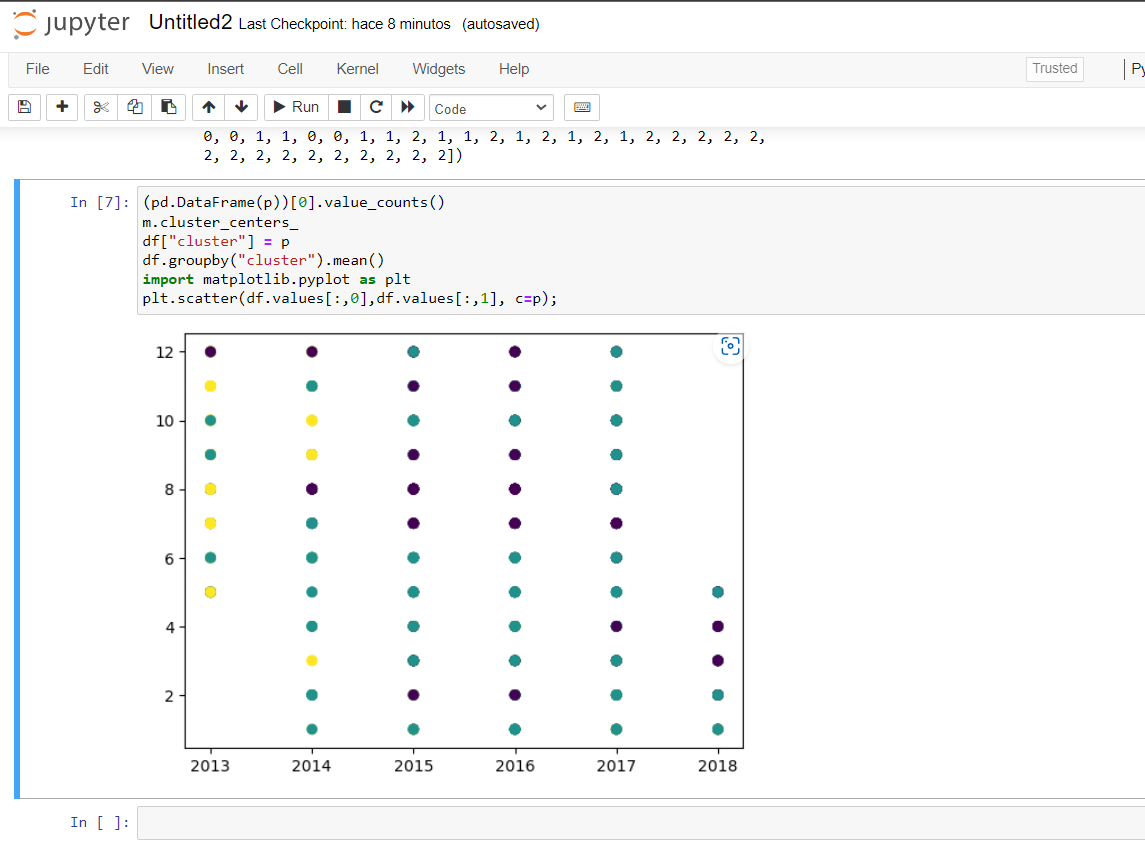 jupyter Untitled2 Last Checkpoint: hace 8 minutos (autosaved)
File Edit View Insert Cell Kernel Widgets Help Trusted Py
Run Code
0, 0, 1, 1, 0, 0, 1, 1, 2, 1, 1, 2, 1, 2, 1, 2, 1, 2, 2, 2, 2, 2,
2, 2, 2, 2, 2, 2, 2, 2, 2, 2])
In [7]: (pd.DataFrame(p))[0].value_counts()
m.cluster_centers_
df["cluster"] = p
df.groupby("cluster").mean()
import matplotlib.pyplot as plt
plt.scatter(df.values[:,0],df.values[:,1], c=p);
12
10
8
6
4
2
2013 2014 2015 2016 2017 2018
In [ ]: